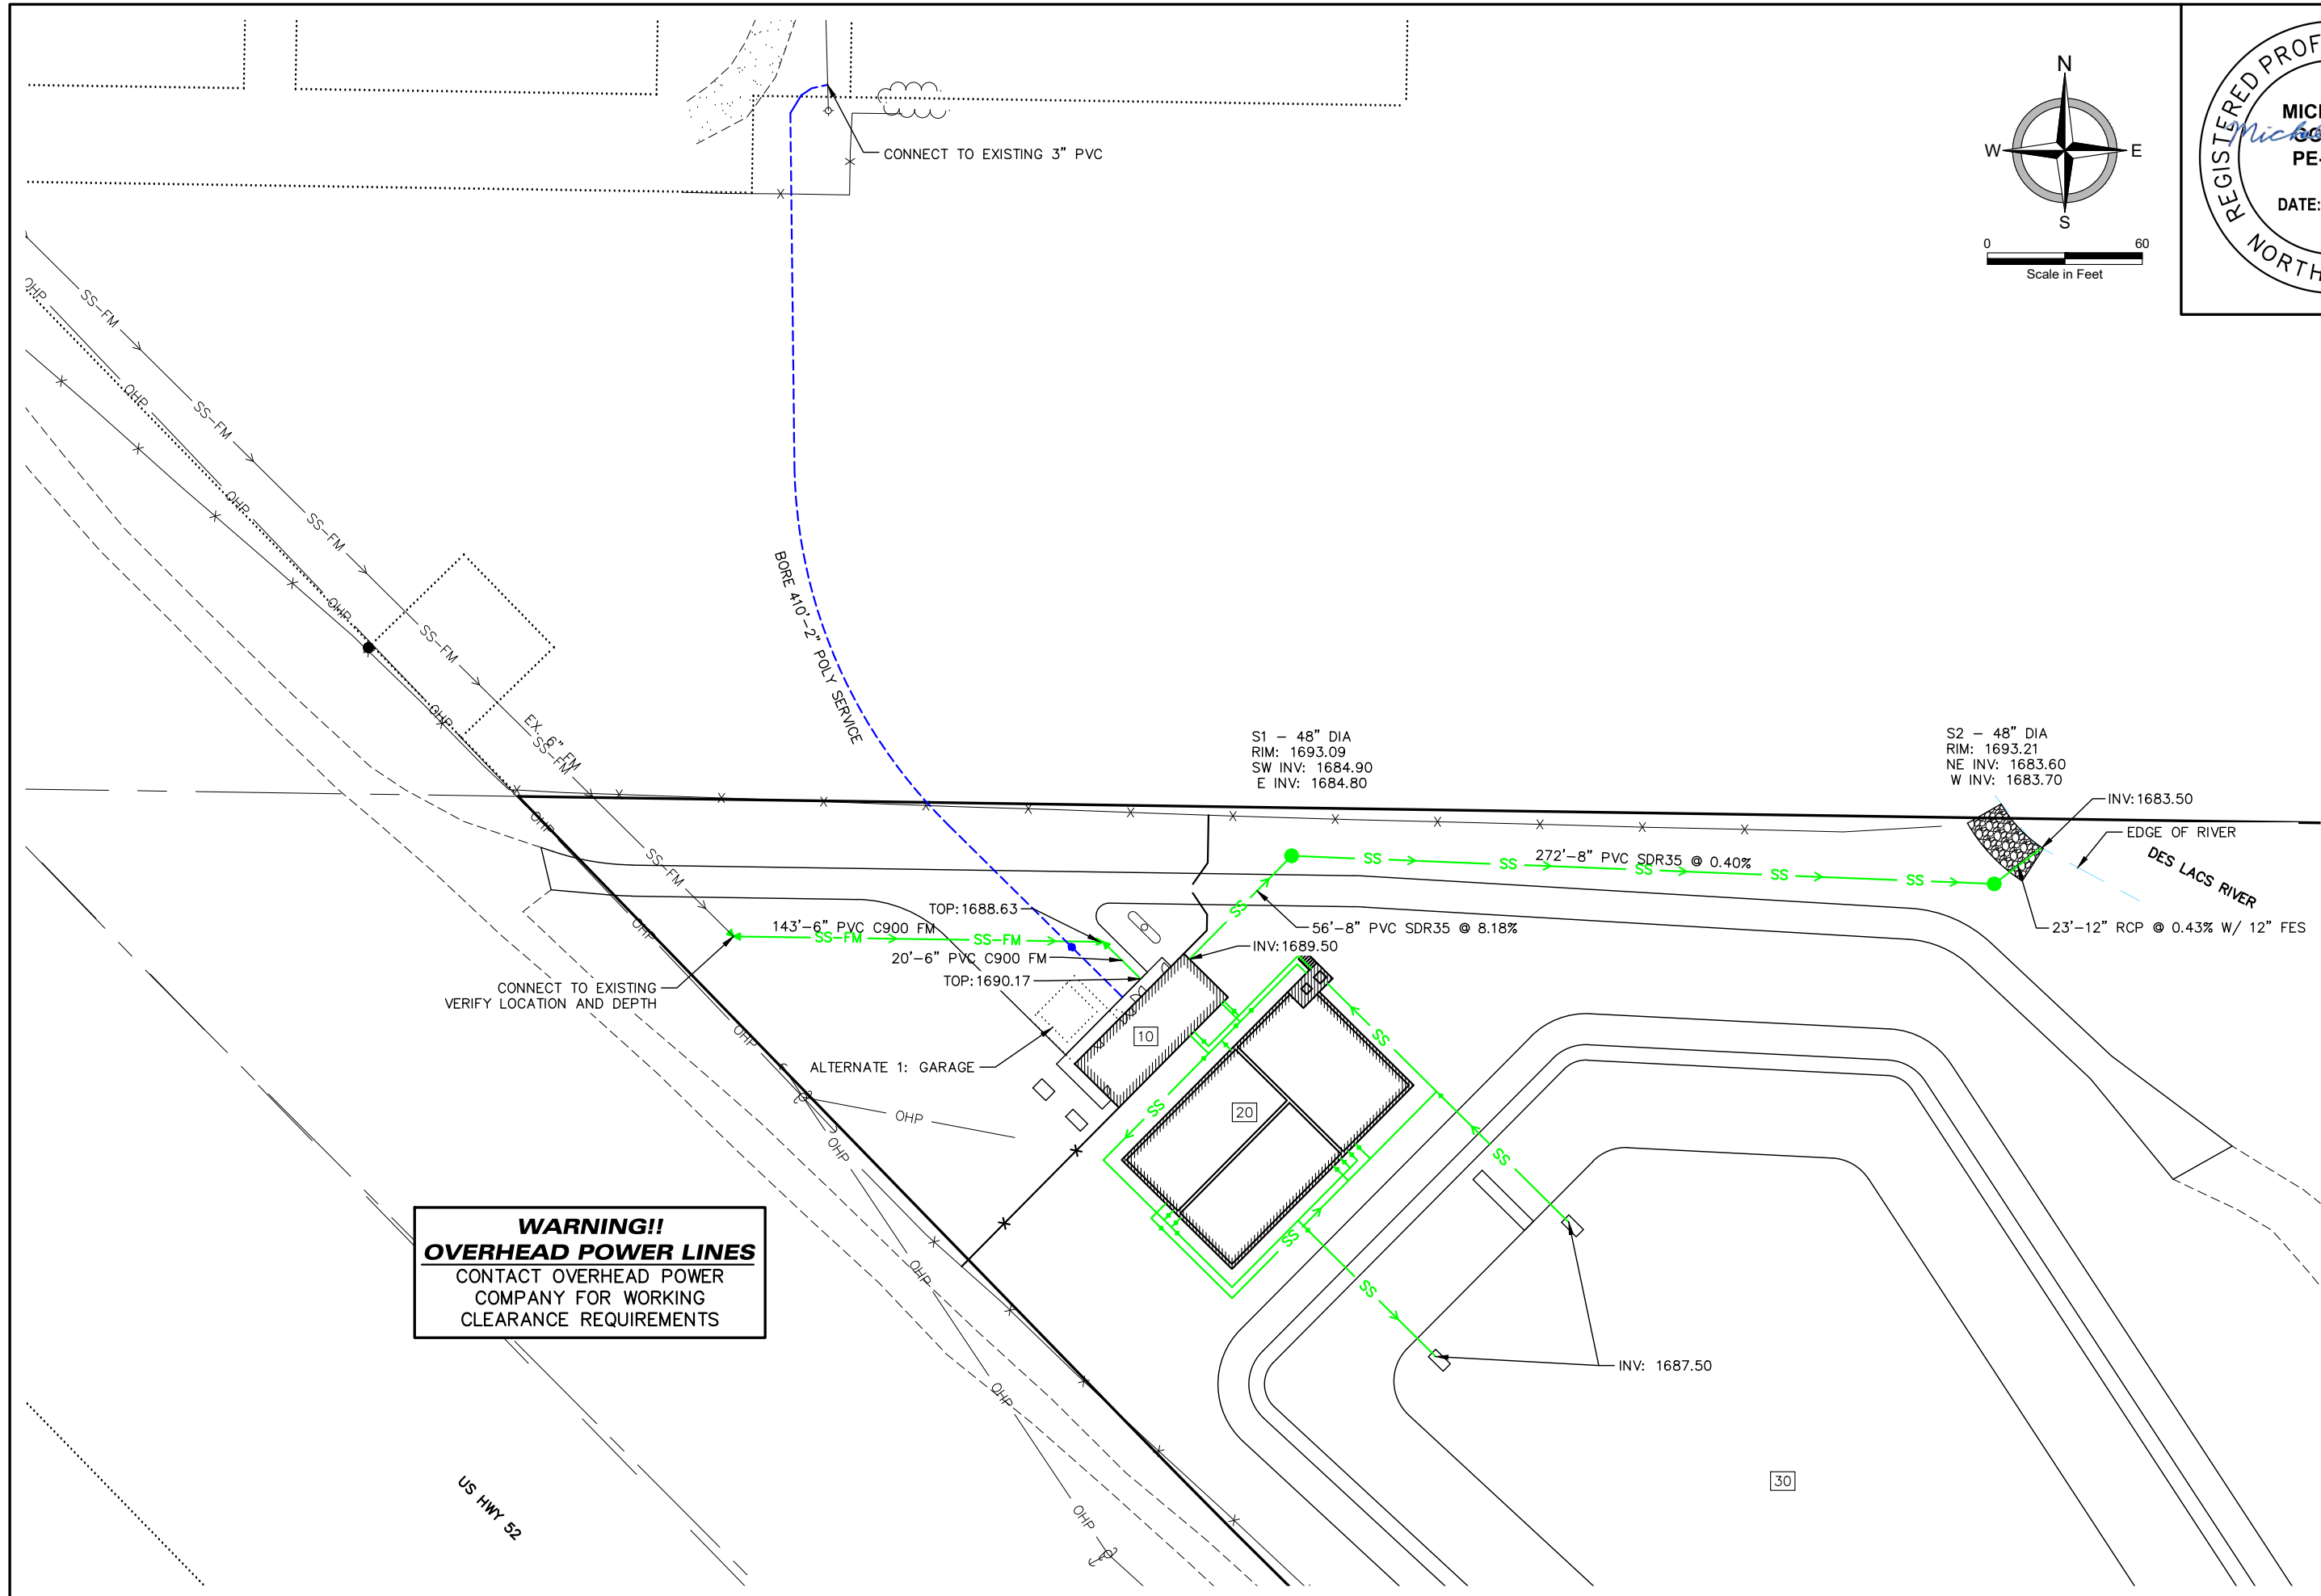 CONNECT TO EXISTING 3" PVC
N
W
E
S
0
60
Scale in Feet
REGISTERED PROF
NORTH
PE-
DATE:
OHP
SS-FM
OHP
SS-FM
OHP
SS-FM
OHP
SS-FM
OHP
EX. 6" FM
SS-FM
BORE 410'-2" POLY SERVICE
S1 - 48" DIA
RIM: 1693.09
SW INV: 1684.90
E INV: 1684.80
S2 - 48" DIA
RIM: 1693.21
NE INV: 1683.60
W INV: 1683.70
INV:1683.50
EDGE OF RIVER
DES LACS RIVER
23'-12" RCP @ 0.43% W/ 12" FES
OHP
SS-FM
SS
272'-8" PVC SDR35 @ 0.40%
SS
SS
SS
SS
SS
56'-8" PVC SDR35 @ 8.18%
INV:1689.50
TOP:1688.63
143'-6" PVC C900 FM
SS-FM
SS-FM
20'-6" PVC C900 FM
TOP:1690.17
CONNECT TO EXISTING
VERIFY LOCATION AND DEPTH
OHP
OHP
ALTERNATE 1: GARAGE
10
20
SS
SS
SS
SS
SS
OHP
OHP
OHP
OHP
OHP
INV: 1687.50
30
WARNING!!
OVERHEAD POWER LINES
CONTACT OVERHEAD POWER
COMPANY FOR WORKING
CLEARANCE REQUIREMENTS
US HWY 52